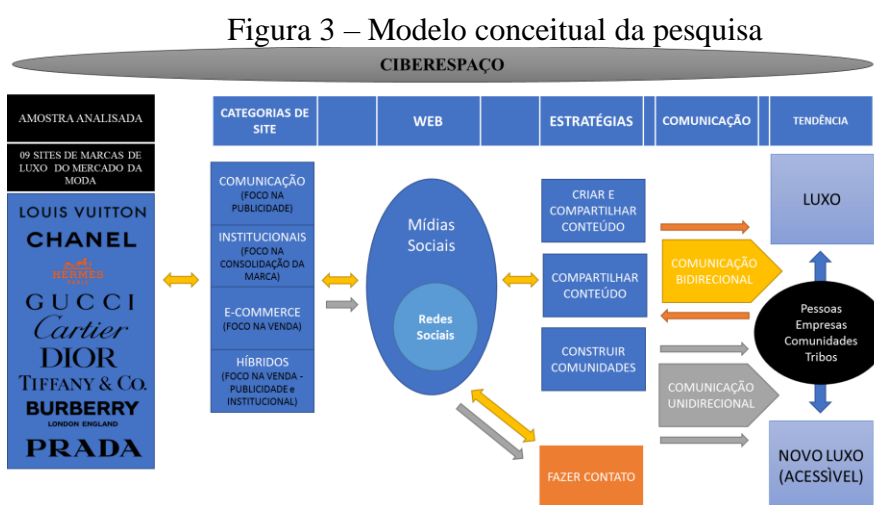 Figura 3 – Modelo conceitual da pesquisa
CIBERESPAÇO
AMOSTRA ANALISADA
09 SITES DE MARCAS DE
LUXO DO MERCADO DA
MODA
LOUIS VUITTON
CHANEL
HERMÈS
PARIS
GUCCI
Cartier
DIOR
TIFFANY & CO.
BURBERRY
LONDON ENGLAND
PRADA
CATEGORIAS DE
SITE
COMUNICAÇÃO
(FOCO NA
PUBLICIDADE)
INSTITUCIONAIS
(FOCO NA
CONSOLIDAÇÃO DA
MARCA)
E-COMMERCE
(FOCO NA VENDA)
HÍBRIDOS
(FOCO NA VENDA -
PUBLICIDADE e
INSTITUCIONAL)
WEB
Mídias
Sociais
Redes
Sociais
ESTRATÉGIAS
CRIAR E
COMPARTILHAR
CONTEÚDO
COMPARTILHAR
CONTEÚDO
CONSTRUIR
COMUNIDADES
FAZER CONTATO
COMUNICAÇÃO
COMUNICAÇÃO
BIDIRECIONAL
COMUNICAÇÃO
UNIDIRECIONAL
TENDÊNCIA
LUXO
Pessoas
Empresas
Comunidades
Tribos
NOVO LUXO
(ACESSÌVEL)